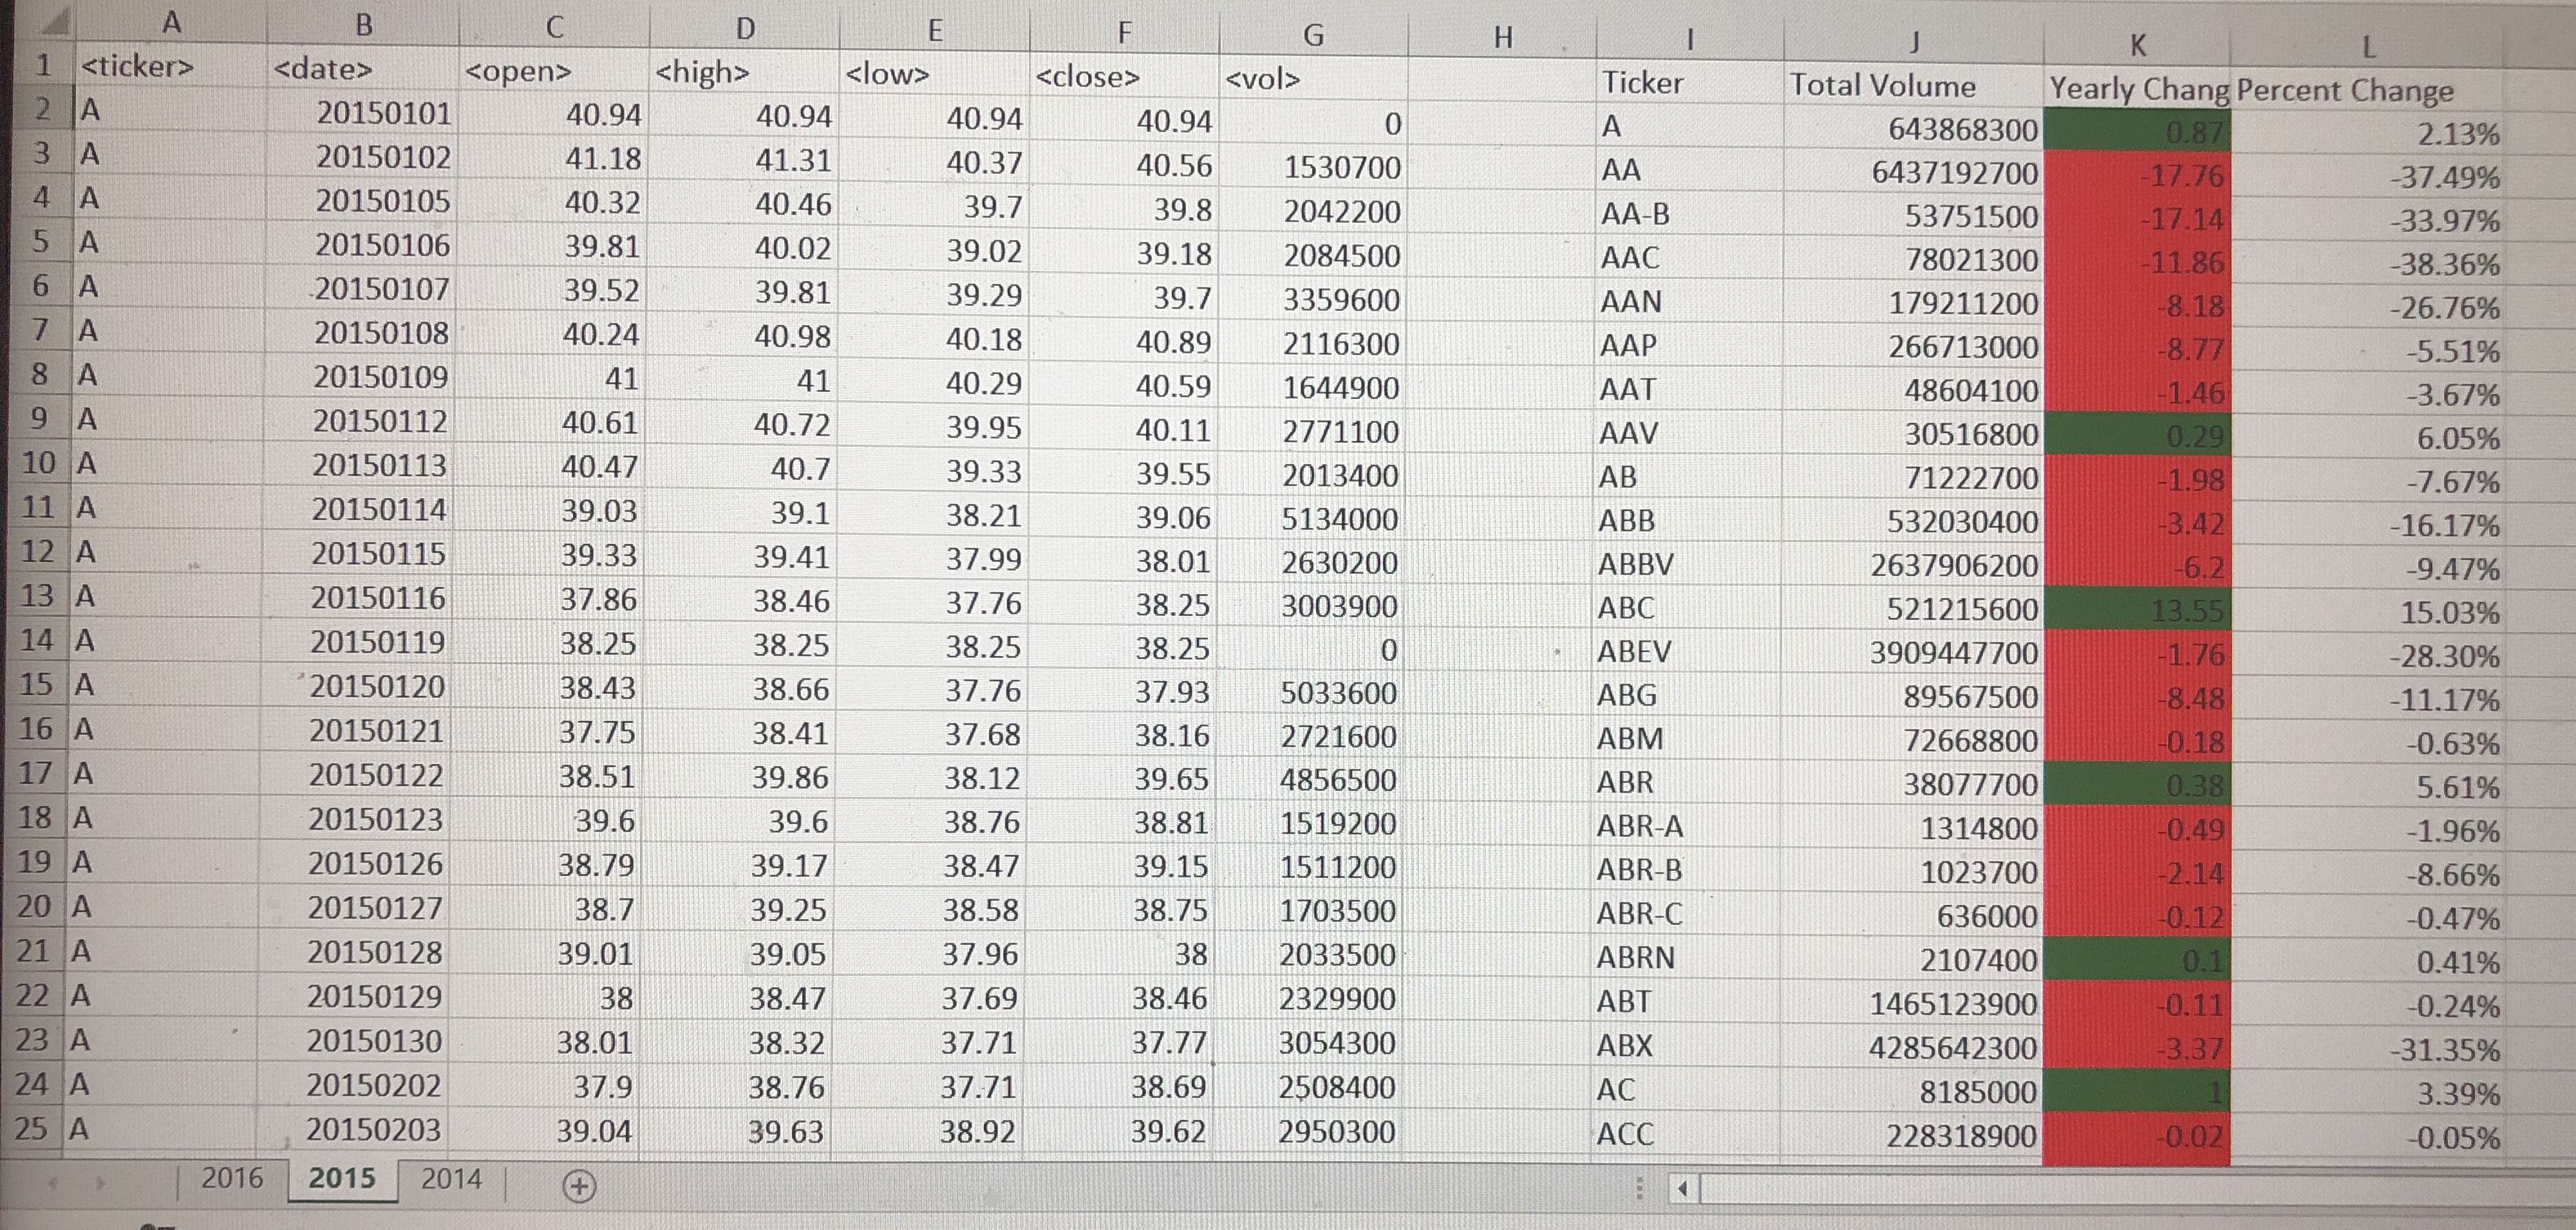 A B C D E F G H I J K L
1 <ticker> <date> <open> <high> <low> <close> <vol> Ticker Total Volume Yearly Chang Percent Change
2 A 20150101 40.94 40.94 40.94 40.94 0 A 643868300 0.87 2.13%
3 A 20150102 41.18 41.31 40.37 40.56 1530700 AA 6437192700 -17.76 -37.49%
4 A 20150105 40.32 40.46 39.7 39.8 2042200 AA-B 53751500 -17.14 -33.97%
5 A 20150106 39.81 40.02 39.02 39.18 2084500 AAC 78021300 -11.86 -38.36%
6 A 20150107 39.52 39.81 39.29 39.7 3359600 AAN 179211200 -8.18 -26.76%
7 A 20150108 40.24 40.98 40.18 40.89 2116300 AAP 266713000 -8.77 -5.51%
8 A 20150109 41 41 40.29 40.59 1644900 AAT 48604100 -1.46 -3.67%
9 A 20150112 40.61 40.72 39.95 40.11 2771100 AAV 30516800 0.29 6.05%
10 A 20150113 40.47 40.7 39.33 39.55 2013400 AB 71222700 -1.98 -7.67%
11 A 20150114 39.03 39.1 38.21 39.06 5134000 ABB 532030400 -3.42 -16.17%
12 A 20150115 39.33 39.41 37.99 38.01 2630200 ABBV 2637906200 -6.2 -9.47%
13 A 20150116 37.86 38.46 37.76 38.25 3003900 ABC 521215600 13.55 15.03%
14 A 20150119 38.25 38.25 38.25 38.25 0 ABEV 3909447700 -1.76 -28.30%
15 A 20150120 38.43 38.66 37.76 37.93 5033600 ABG 89567500 -8.48 -11.17%
16 A 20150121 37.75 38.41 37.68 38.16 2721600 ABM 72668800 -0.18 -0.63%
17 A 20150122 38.51 39.86 38.12 39.65 4856500 ABR 38077700 0.38 5.61%
18 A 20150123 39.6 39.6 38.76 38.81 1519200 ABR-A 1314800 -0.49 -1.96%
19 A 20150126 38.79 39.17 38.47 39.15 1511200 ABR-B 1023700 -2.14 -8.66%
20 A 20150127 38.7 39.25 38.58 38.75 1703500 ABR-C 636000 -0.12 -0.47%
21 A 20150128 39.01 39.05 37.96 38 2033500 ABRN 2107400 0.1 0.41%
22 A 20150129 38 38.47 37.69 38.46 2329900 ABT 1465123900 -0.11 -0.24%
23 A 20150130 38.01 38.32 37.71 37.77 3054300 ABX 4285642300 -3.37 -31.35%
24 A 20150202 37.9 38.76 37.71 38.69 2508400 AC 8185000 1 3.39%
25 A 20150203 39.04 39.63 38.92 39.62 2950300 ACC 228318900 -0.02 -0.05%
2016 2015 2014